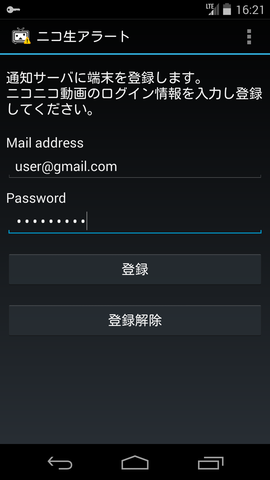 LTE 16:21
ニコ生アラート
通知サーバに端末を登録します。
ニコニコ動画のログイン情報を入力し登録
してください。
Mail address
user@gmail.com
Password
•••••••••
登録
登録解除